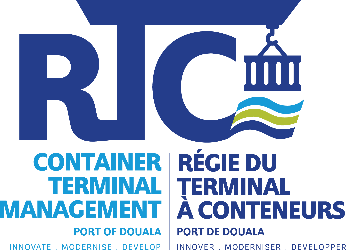 RTC
CONTAINER
TERMINAL
MANAGEMENT
PORT OF DOUALA
INNOVATE . MODERNISE . DEVELOP
RÉGIE DU
TERMINAL
À CONTENEURS
PORT DE DOUALA
INNOVER . MODERNISER . DEVELOPPER